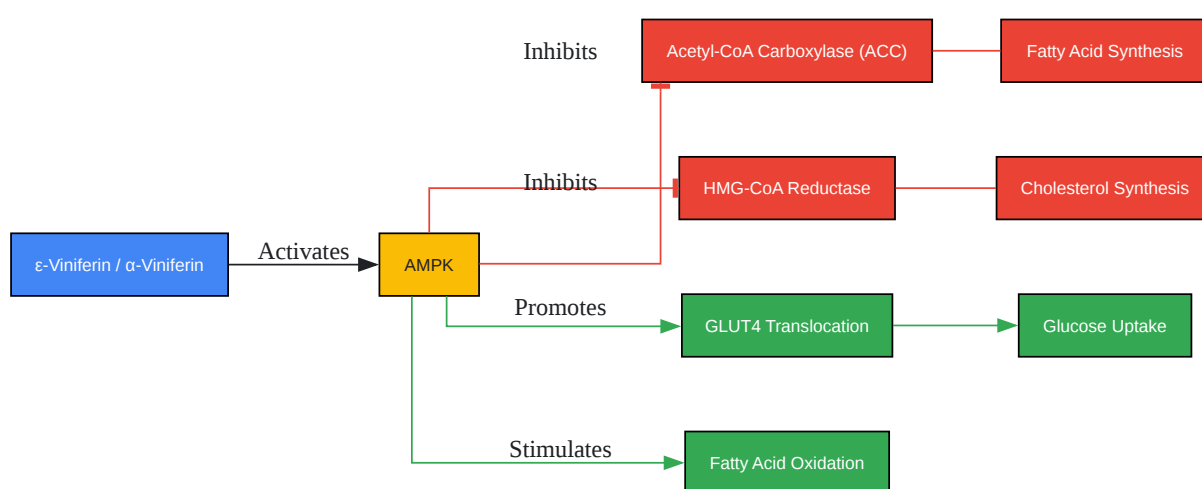 Inhibits
Acetyl-CoA Carboxylase (ACC)
Fatty Acid Synthesis
Inhibits
HMG-CoA Reductase
Cholesterol Synthesis
ε-Viniferin / α-Viniferin
Activates
AMPK
Promotes
GLUT4 Translocation
Glucose Uptake
Stimulates
Fatty Acid Oxidation